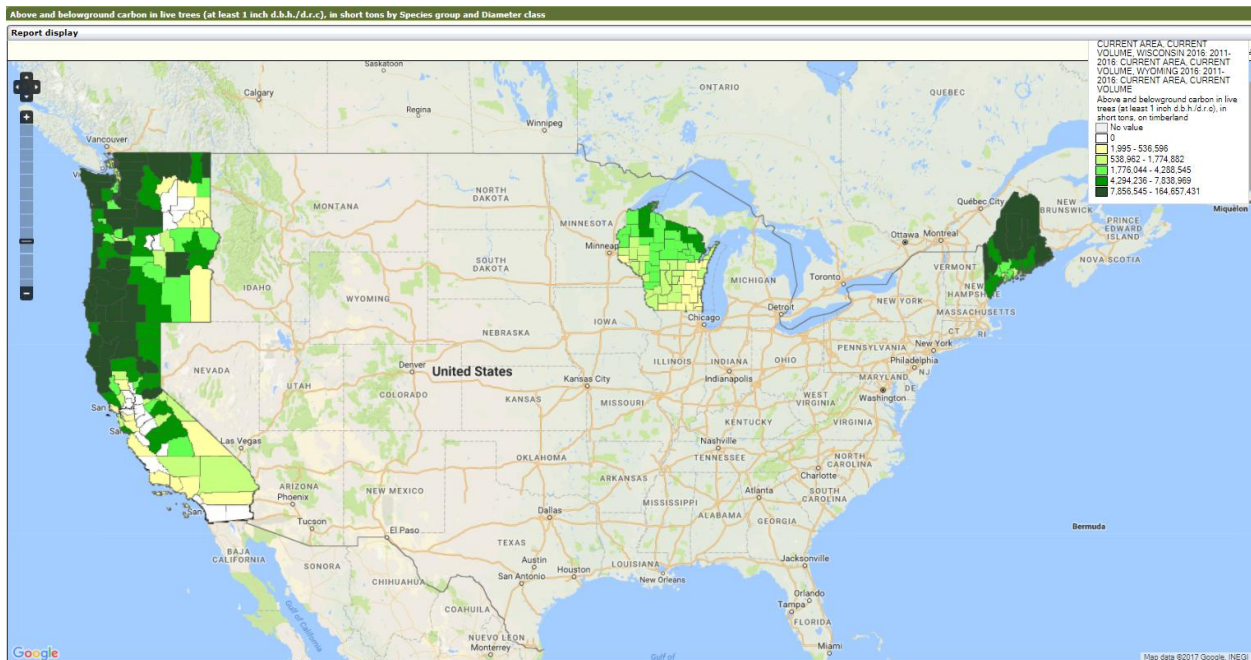 Above and belowground carbon in live trees (at least 1 inch d.b.h./d.r.c), in short tons by Species group and Diameter class
Report display
CURRENT AREA, CURRENT
VOLUME, WISCONSIN 2016: 2011-
2016: CURRENT AREA, CURRENT
VOLUME, WYOMING 2016: 2011-
2016: CURRENT AREA, CURRENT
VOLUME
Above and belowground carbon in live
trees (at least 1 inch d.b.h./d.r.c), in
short tons, on timberland
No value
0
1,995 - 536,596
538,962 - 1,774,882
1,776,044 - 4,288,545
4,294,236 - 7,838,969
7,856,545 - 164,657,431
Saskatoon
Calgary
Regina
Winnipeg
Vancouver
ONTARIO
QUEBEC
Québec City
NEW
BRUNSWICK
PRINCE
EDWARD
ISLAND
Miquelon
NOVA SCOTIA
Ottawa
Montreal
MONTANA
NORTH
DAKOTA
MINNESOTA
Minneap
SOUTH
DAKOTA
IDAHO
WYOMING
MICHIGAN
Toronto
VERMONT
NEW
HAMPSHIRE
MASSACHUSETTS
CT
RI
NEW YORK
Detroit
Chicago
IOWA
NEBRASKA
NEVADA
UTAH
Denver
COLORADO
United States
KANSAS
Kansas City
MISSOURI
ILLINOIS
INDIANA
Indianapolis
OHIO
PENNSYLVANIA
New York
Philadelphia
NJ
MARYLAND
DE
Washington
WEST
VIRGINIA
VIRGINIA
KENTUCKY
Nashville
TENNESSEE
NORTH
CAROLINA
Charlotte
SOUTH
CAROLINA
San
Las Vegas
ARIZONA
Phoenix
Tucson
NEW MEXICO
El Paso
OKLAHOMA
ARKANSAS
Dallas
MISSISSIPPI
ALABAMA
Atlanta
GEORGIA
Bermuda
San
BAJA
CALIFORNIA
SONORA
CHIHUAHUA
COAHUILA
TEXAS
Austin
San Antonio
Houston
LOUISIANA
New Orleans
Jacksonville
Orlando
Tampa
FLORIDA
Miami
NUEVO LEON
Monterrey
Gulf of
California
Gulf of
Google
Map data ©2017 Google, INEGI